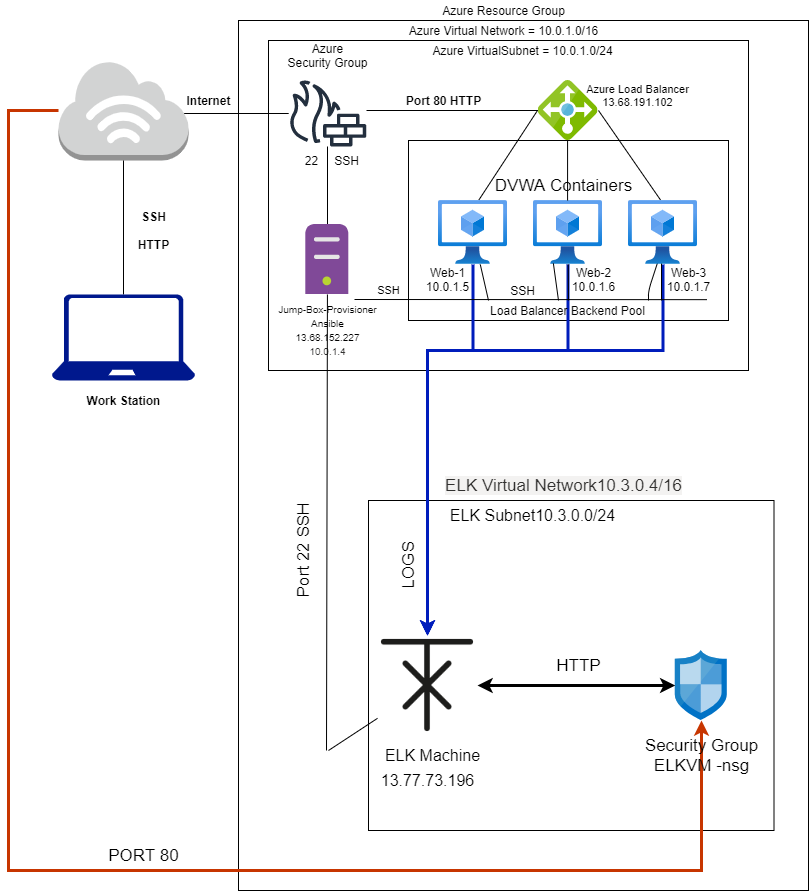 Azure Resource Group
Azure Virtual Network = 10.0.1.0/16
Azure VirtualSubnet = 10.0.1.0/24
Azure
Security Group
Internet
Port 80 HTTP
Azure Load Balancer
13.68.191.102
22 SSH
DVWA Containers
SSH
HTTP
Web-1
10.0.1.5
Web-2
10.0.1.6
Web-3
10.0.1.7
SSH
SSH
Load Balancer Backend Pool
Jump-Box-Provisioner
Ansible
13.68.152.227
10.0.1.4
Work Station
ELK Virtual Network10.3.0.4/16
ELK Subnet10.3.0.0/24
Port 22 SSH
LOGS
HTTP
ELK Machine
13.77.73.196
Security Group
ELKVM -nsg
PORT 80